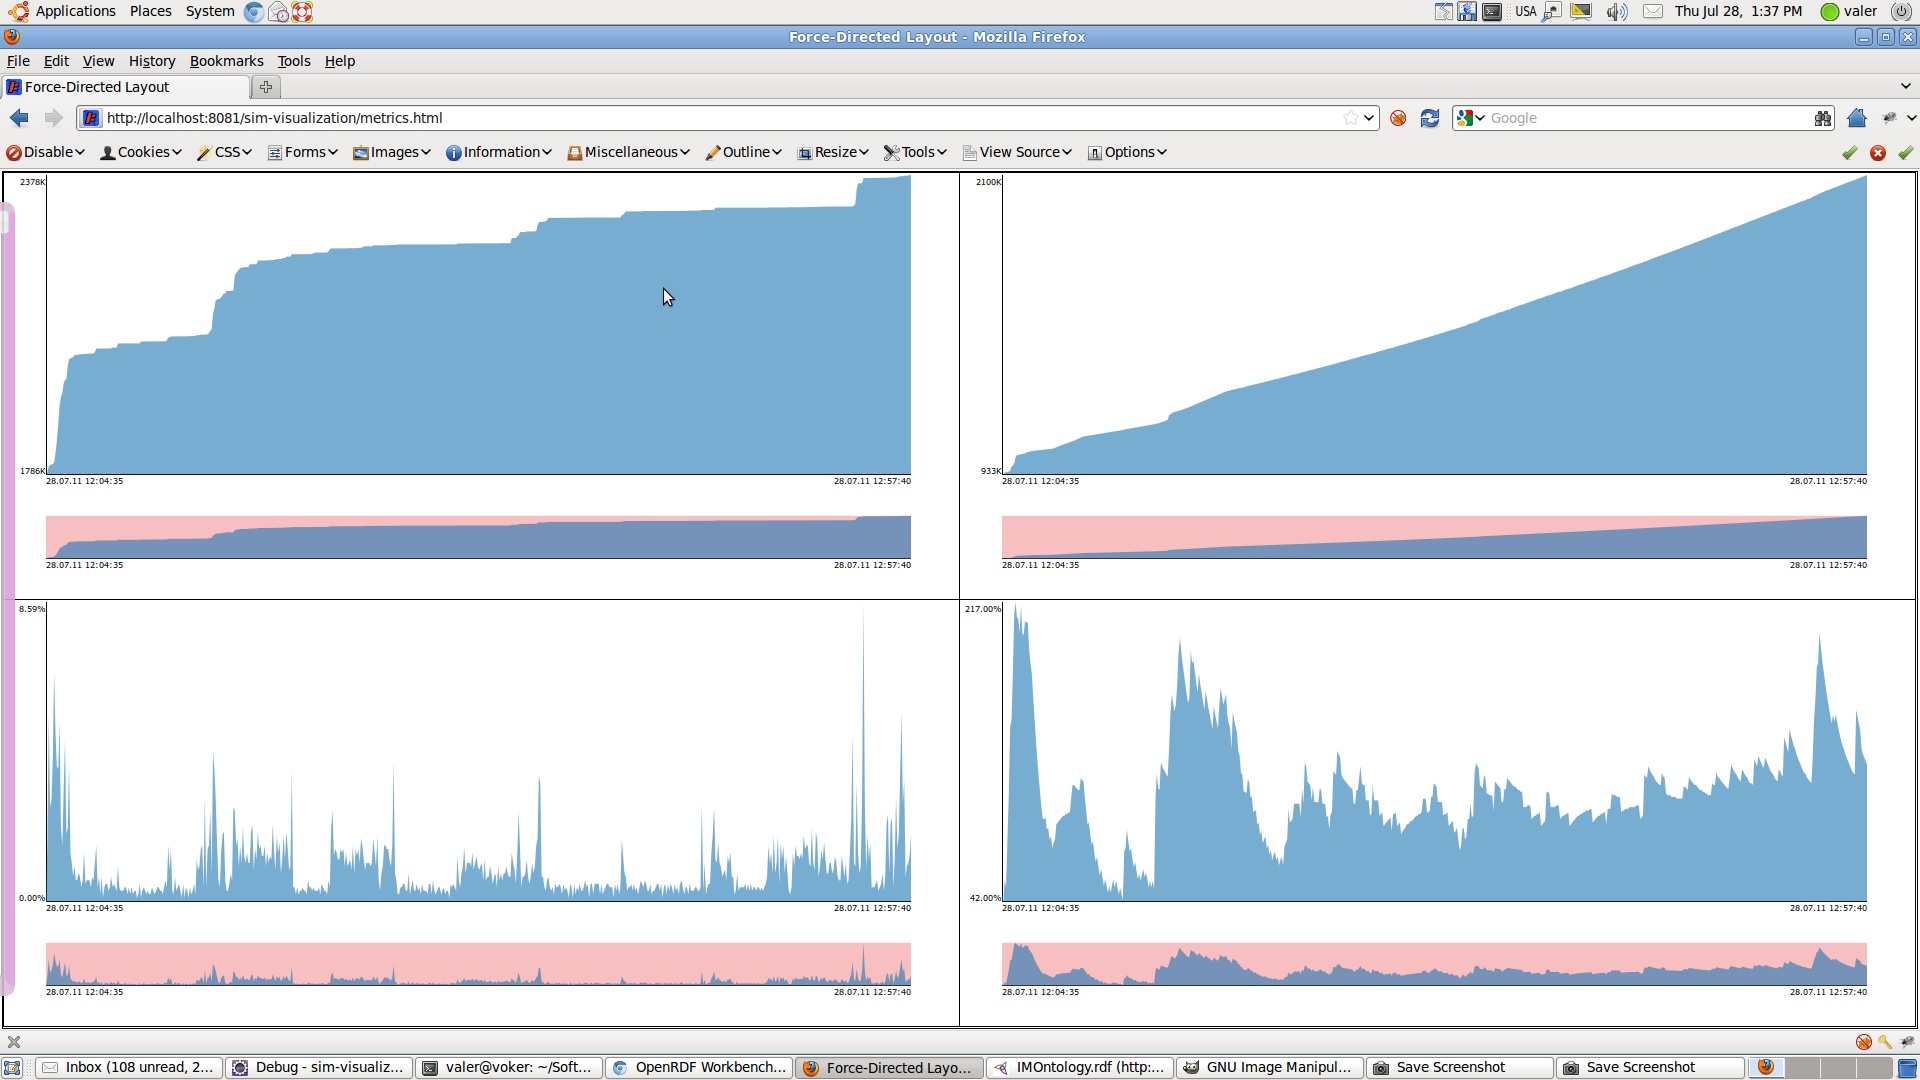 Applications Places System USA Thu Jul 28, 1:37 PM valer
Force-Directed Layout - Mozilla Firefox
File Edit View History Bookmarks Tools Help
Force-Directed Layout
http://localhost:8081/sim-visualization/metrics.html Google
Disable Cookies CSS Forms Images Information Miscellaneous Outline Resize Tools View Source Options
2378K
1786K
28.07.11 12:04:35 28.07.11 12:57:40
28.07.11 12:04:35 28.07.11 12:57:40
2100K
933K
28.07.11 12:04:35 28.07.11 12:57:40
28.07.11 12:04:35 28.07.11 12:57:40
8.59%
0.00%
28.07.11 12:04:35 28.07.11 12:57:40
28.07.11 12:04:35 28.07.11 12:57:40
217.00%
42.00%
28.07.11 12:04:35 28.07.11 12:57:40
28.07.11 12:04:35 28.07.11 12:57:40
Inbox (108 unread, 2... Debug - sim-visualiz... valer@voker: ~/Soft... OpenRDF Workbench... Force-Directed Layo... IMOntology.rdf (http:... GNU Image Manipul... Save Screenshot Save Screenshot